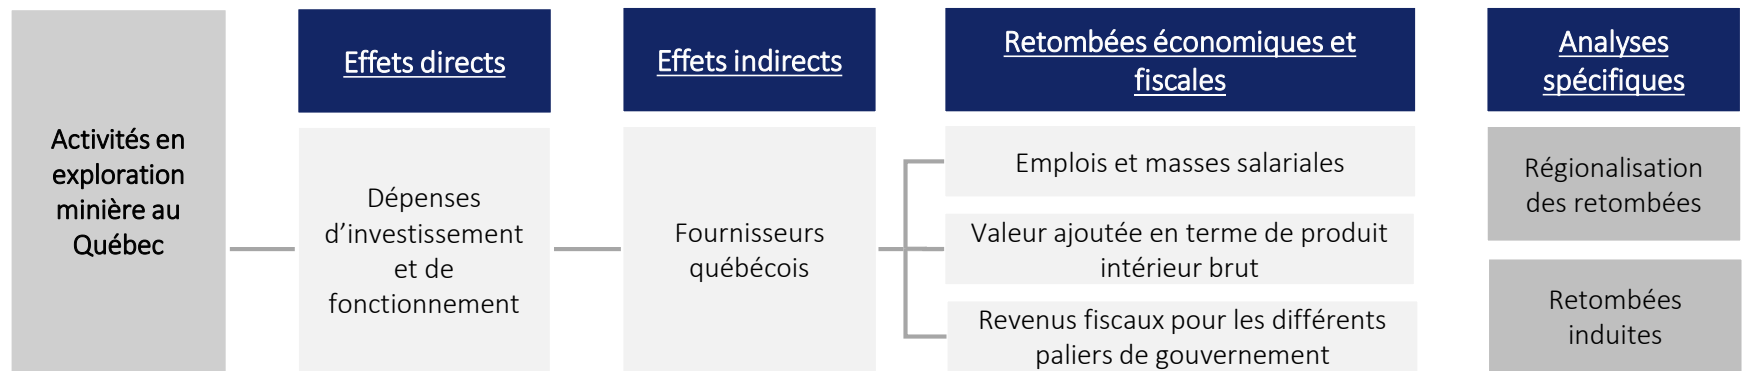 Activités en
exploration
minière au
Québec
Effets directs
Dépenses
d’investissement
et de
fonctionnement
Effets indirects
Fournisseurs
québécois
Retombées économiques et
fiscales
Emplois et masses salariales
Valeur ajoutée en terme de produit
intérieur brut
Revenus fiscaux pour les différents
paliers de gouvernement
Analyses
spécifiques
Régionalisation
des retombées
Retombées
induites